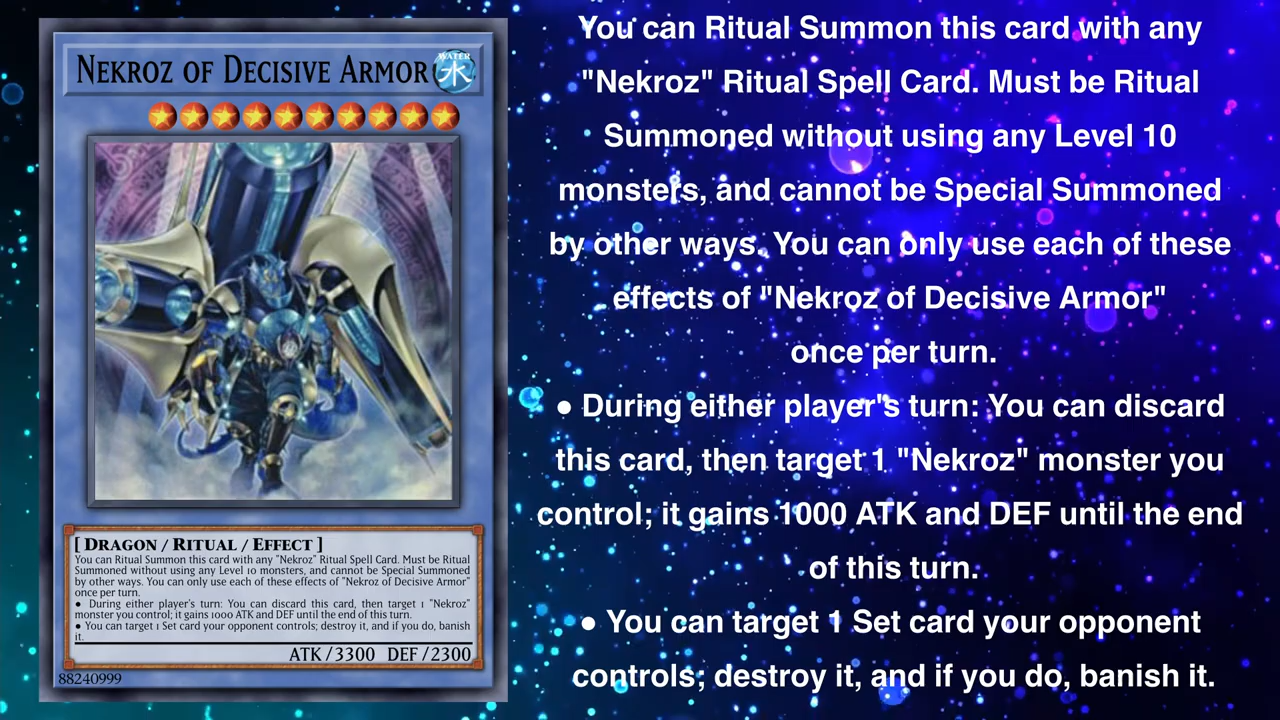 NEKROZ OF DECISIVE ARMOR
WATER
水
[ DRAGON / RITUAL / EFFECT ]
You can Ritual Summon this card with any "Nekroz" Ritual Spell Card. Must be Ritual
Summoned without using any Level 10 monsters, and cannot be Special Summoned
by other ways. You can only use each of these effects of "Nekroz of Decisive Armor"
once per turn.
● During either player's turn: You can discard this card, then target 1 "Nekroz"
monster you control; it gains 1000 ATK and DEF until the end of this turn.
● You can target 1 Set card your opponent controls; destroy it, and if you do, banish
it.
ATK/3300 DEF/2300
88240999
You can Ritual Summon this card with any
"Nekroz" Ritual Spell Card. Must be Ritual
Summoned without using any Level 10
monsters, and cannot be Special Summoned
by other ways. You can only use each of these
effects of "Nekroz of Decisive Armor"
once per turn.
● During either player's turn: You can discard
this card, then target 1 "Nekroz" monster you
control; it gains 1000 ATK and DEF until the end
of this turn.
● You can target 1 Set card your opponent
controls; destroy it, and if you do, banish it.